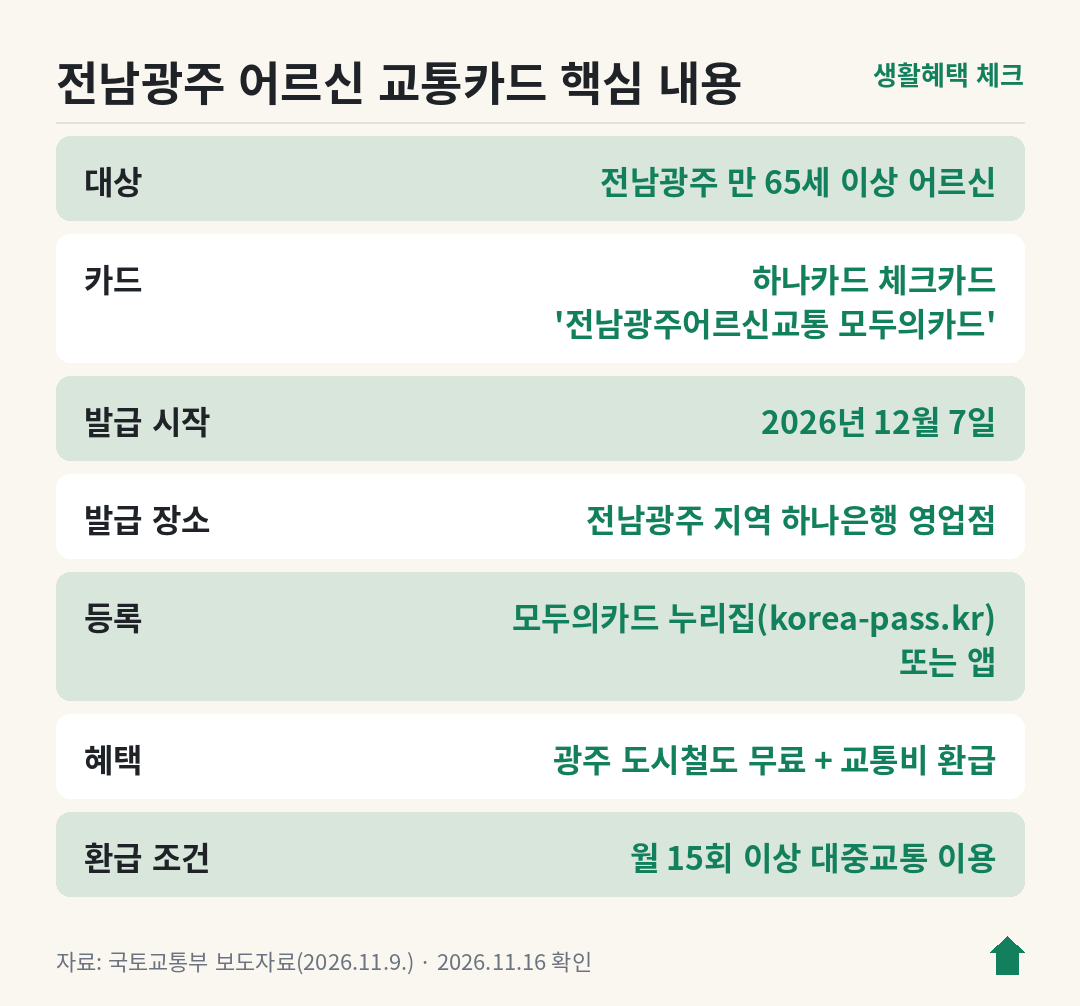 전남광주 어르신 교통카드 핵심 내용
생활혜택 체크
대상
전남광주 만 65세 이상 어르신
카드
하나카드 체크카드
'전남광주어르신교통 모두의카드'
발급 시작
2026년 12월 7일
발급 장소
전남광주 지역 하나은행 영업점
등록
모두의카드 누리집(korea-pass.kr)
또는 앱
혜택
광주 도시철도 무료 + 교통비 환급
환급 조건
월 15회 이상 대중교통 이용
자료: 국토교통부 보도자료(2026.11.9.) · 2026.11.16 확인